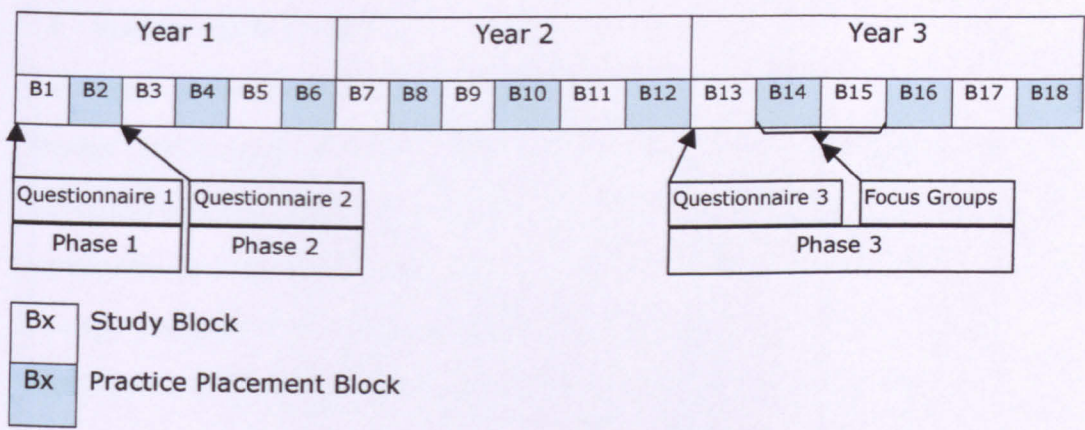 Year 1 Year 2 Year 3
B1 B2 B3 B4 B5 B6 B7 B8 B9 B10 B11 B12 B13 B14 B15 B16 B17 B18
Questionnaire 1 Questionnaire 2 Questionnaire 3 Focus Groups
Phase 1 Phase 2 Phase 3
Bx Study Block
Bx Practice Placement Block